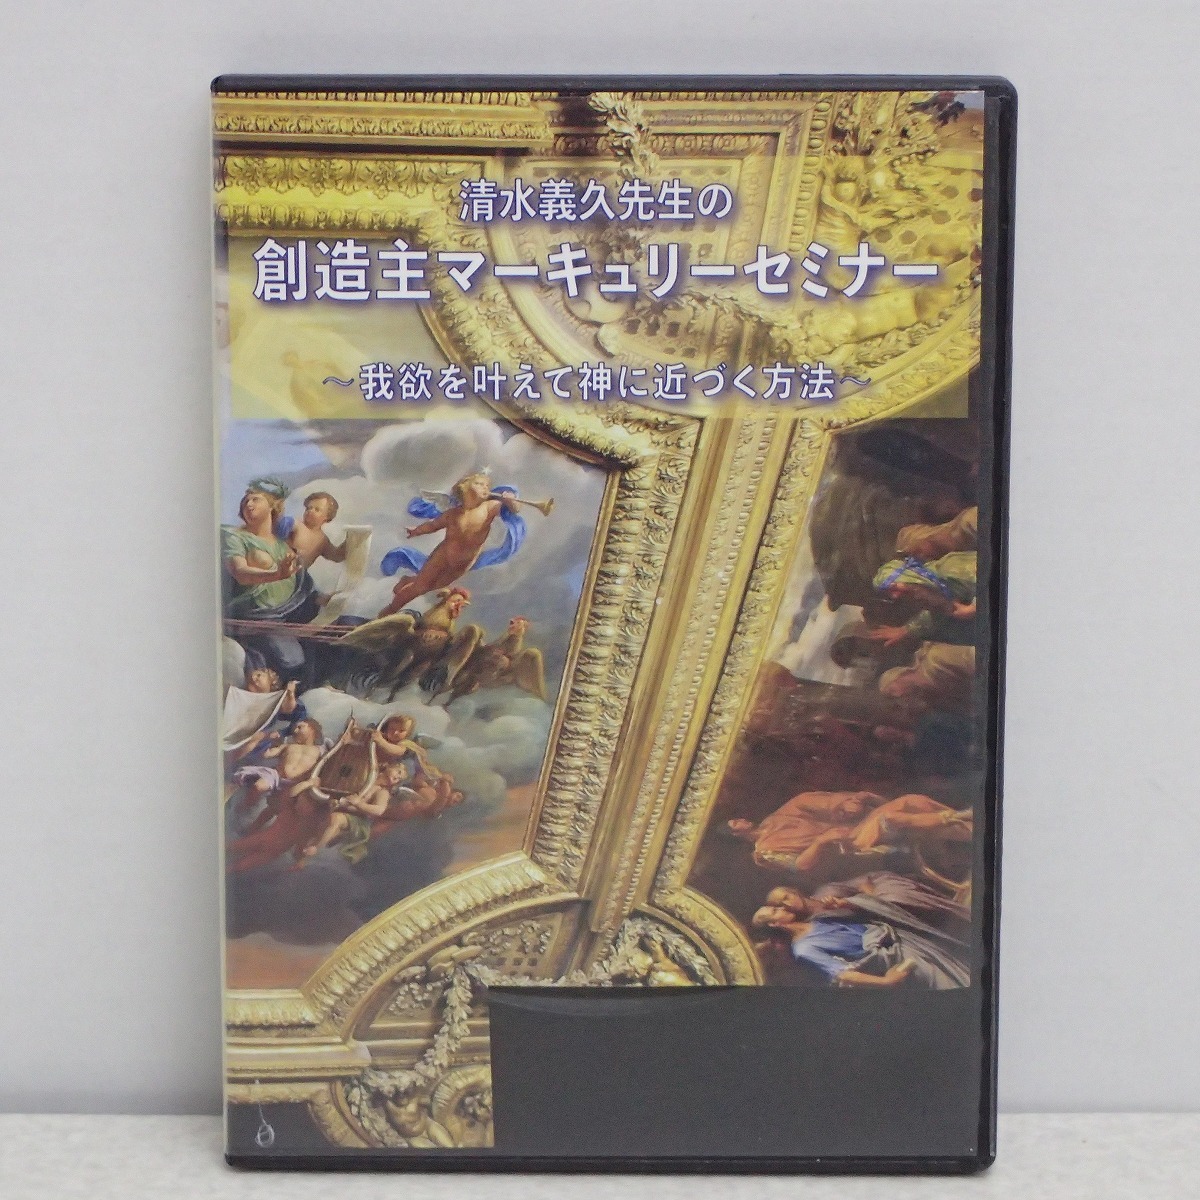 清水義久先生の
創造主マーキュリーセミナー
～我欲を叶えて神に近づく方法～